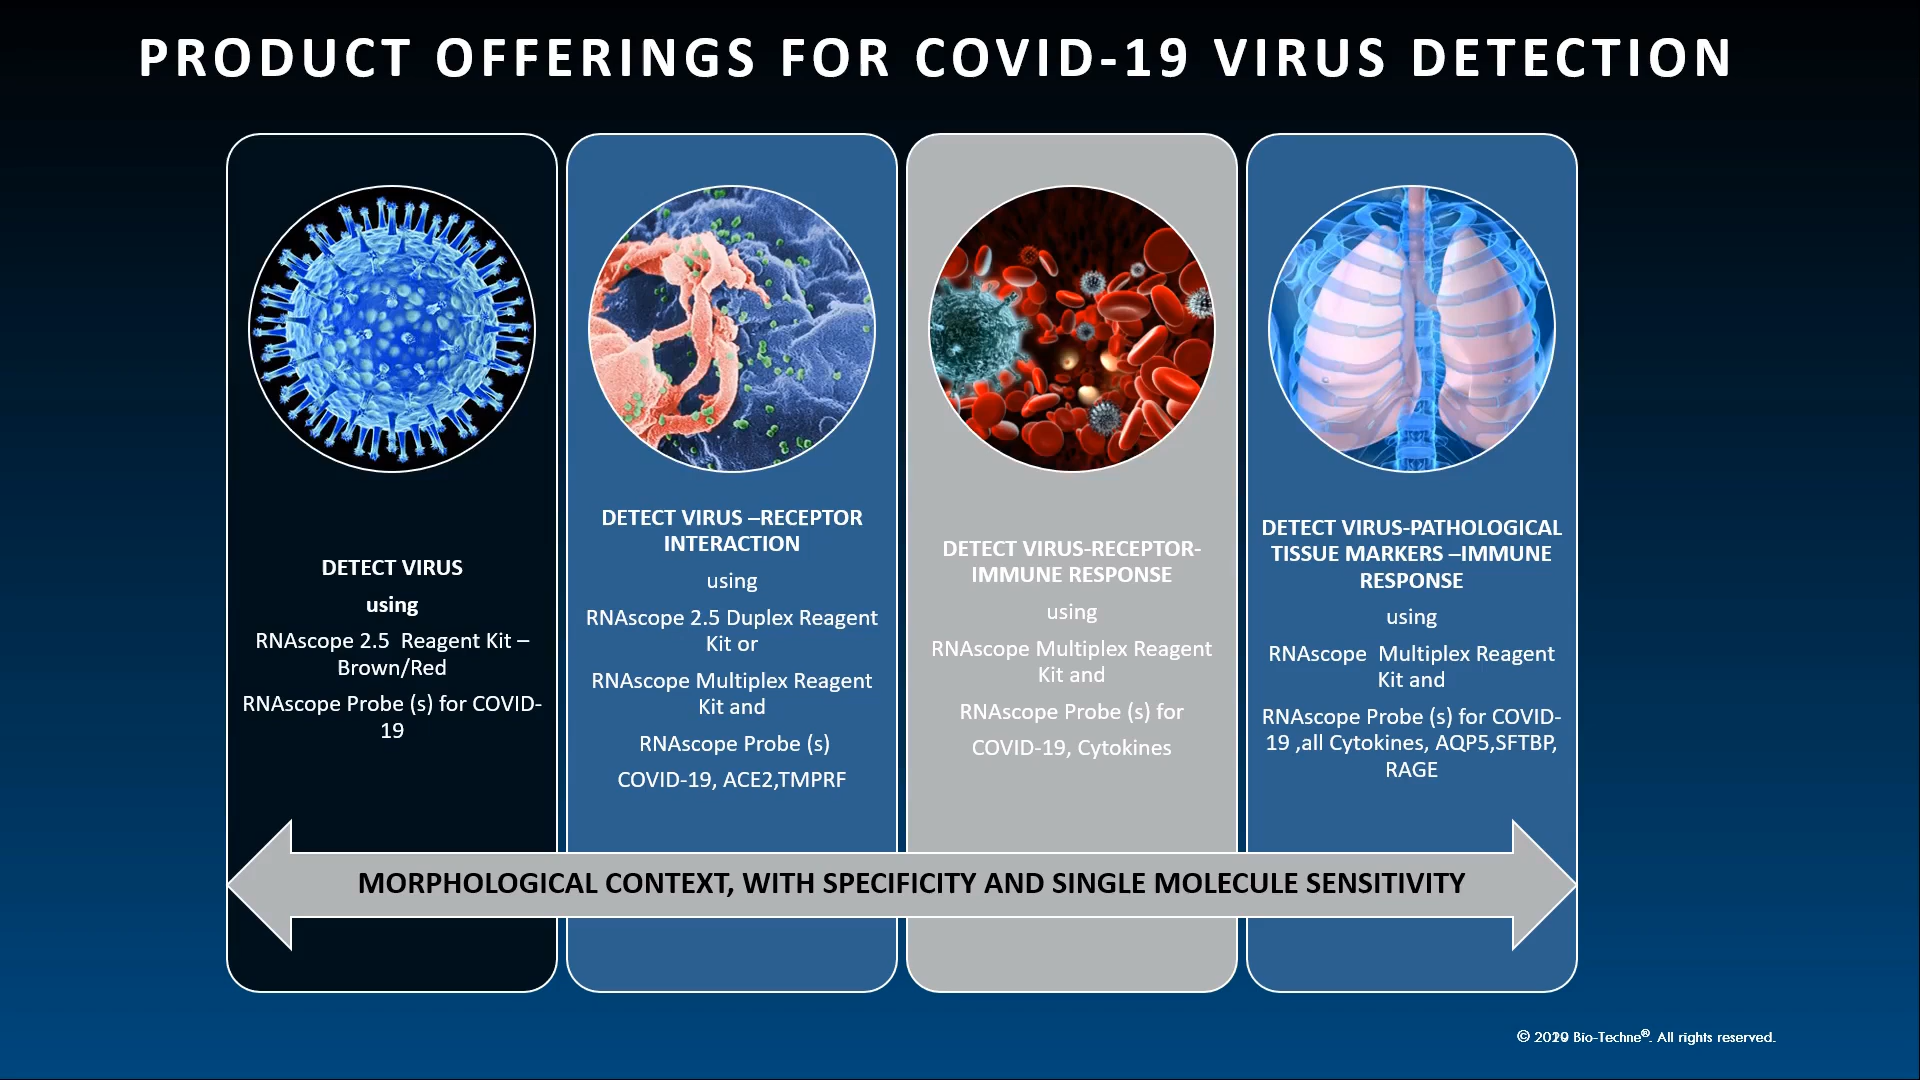 PRODUCT OFFERINGS FOR COVID-19 VIRUS DETECTION
DETECT VIRUS
using
RNAscope 2.5  Reagent Kit –
Brown/Red
RNAscope Probe (s) for COVID-
19
DETECT VIRUS –RECEPTOR
INTERACTION
using
RNAscope 2.5 Duplex Reagent
Kit or
RNAscope Multiplex Reagent
Kit and
RNAscope Probe (s)
COVID-19, ACE2,TMPRF
DETECT VIRUS-RECEPTOR-
IMMUNE RESPONSE
using
RNAscope Multiplex Reagent
Kit and
RNAscope Probe (s) for
COVID-19, Cytokines
DETECT VIRUS-PATHOLOGICAL
TISSUE MARKERS –IMMUNE
RESPONSE
using
RNAscope  Multiplex Reagent
Kit and
RNAscope Probe (s) for COVID-
19 ,all Cytokines, AQP5,SFTBP,
RAGE
MORPHOLOGICAL CONTEXT, WITH SPECIFICITY AND SINGLE MOLECULE SENSITIVITY
© Bio-Techne®. All rights reserved.